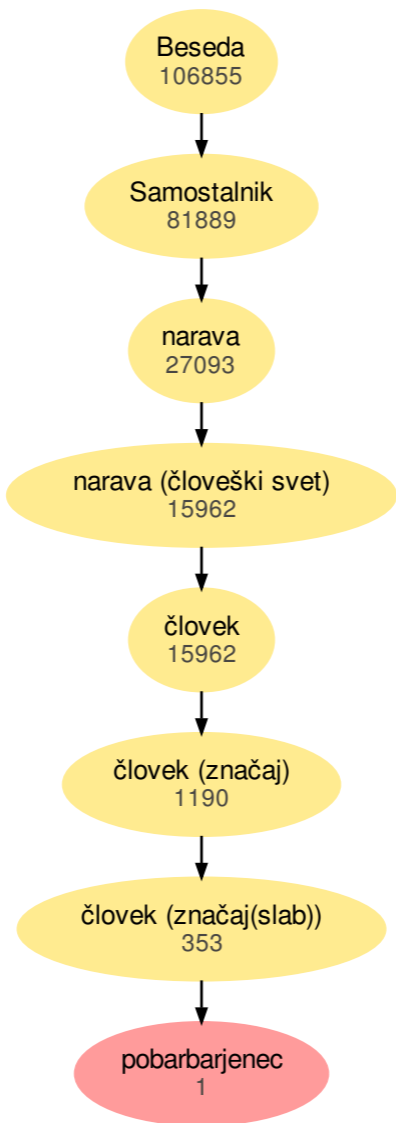 Beseda
106855
Samostalnik
81889
narava
27093
narava (človeški svet)
15962
človek
15962
človek (značaj)
1190
človek (značaj(slab))
353
pobarbarjenec
1